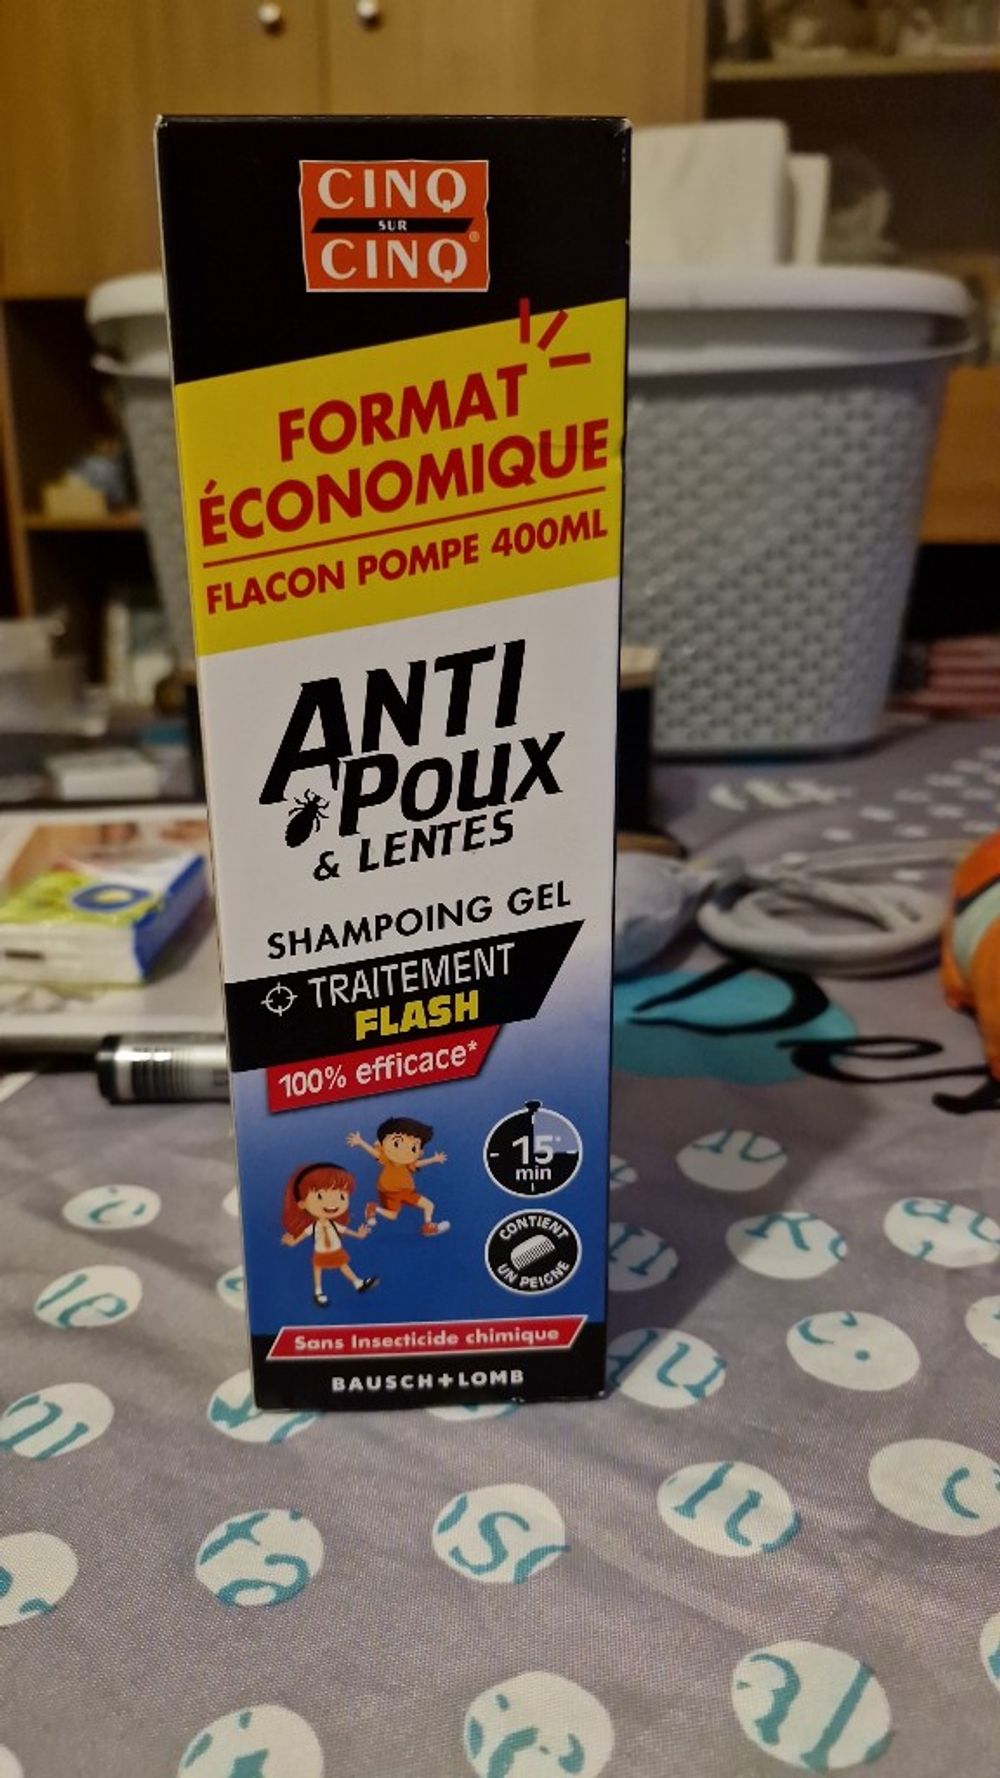 CINQ
SUR
CINQ®
FORMAT
ÉCONOMIQUE
FLACON POMPE 400ML
ANTI
POUX
& LENTES
SHAMPOING GEL
TRAITEMENT
FLASH
100% efficace*
15*
min
CONTIENT
UN PEIGNE
Sans Insecticide chimique
BAUSCH+LOMB